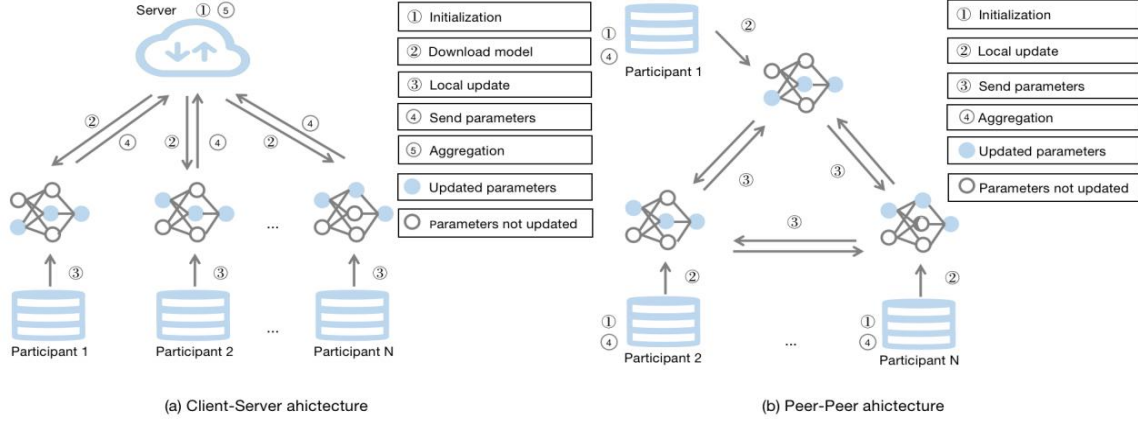 Server ① ⑤
① Initialization
② Download model
③ Local update
④ Send parameters
⑤ Aggregation
Updated parameters
Parameters not updated
② ④ ② ④ ② ④
...
③ ③ ③
...
Participant 1 Participant 2 Participant N
(a) Client-Server ahictecture
① ④
Participant 1
②
① Initialization
② Local update
③ Send parameters
④ Aggregation
Updated parameters
Parameters not updated
③ ③
③
② ②
① ④
Participant 2
...
① ④
Participant N
(b) Peer-Peer ahictecture